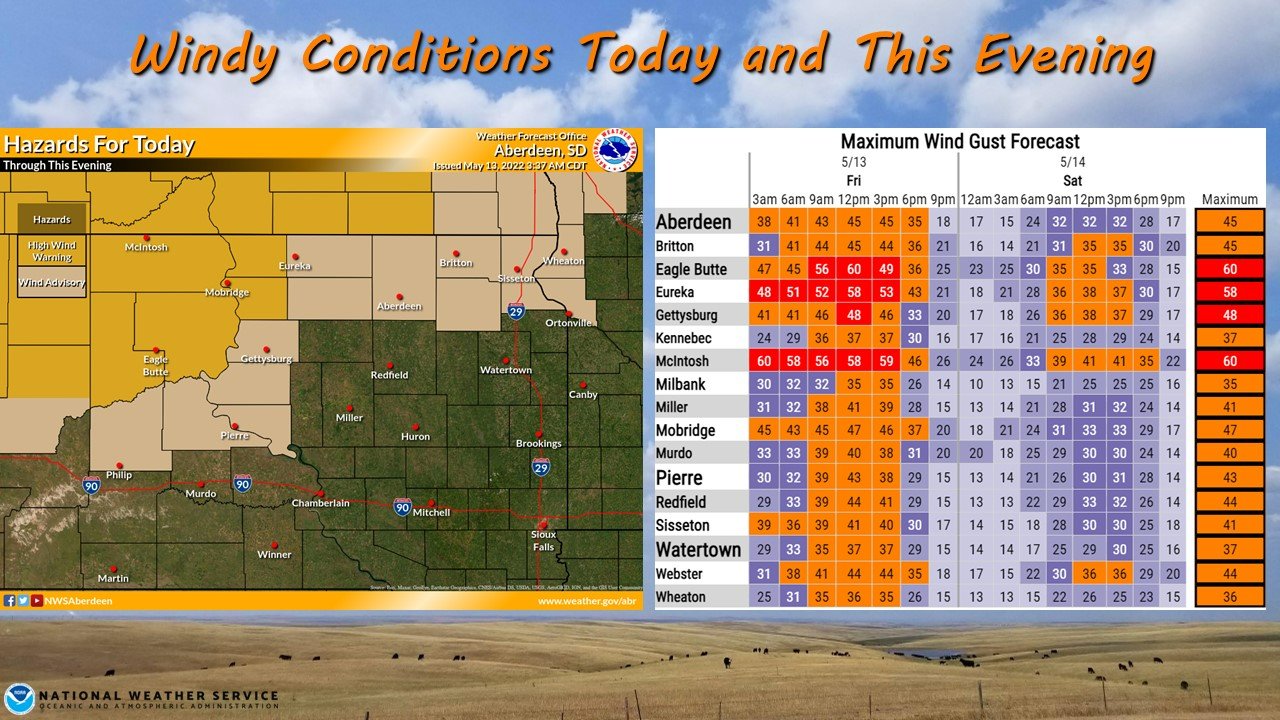 Windy Conditions Today and This Evening
Hazards For Today
Through This Evening
Weather Forecast Office
Aberdeen, SD
Issued May 13, 2022 3:37 AM CDT
Hazards
High Wind
Warning
Wind Advisory
McIntosh
Eureka
Britton
Sisseton
Wheaton
Mobridge
Aberdeen
29
Ortonville
Eagle
Butte
Gettysburg
Redfield
Watertown
Canby
Miller
Huron
Pierre
Brookings
29
Philip
90
Murdo
90
Chamberlain
90
Mitchell
Sioux
Falls
Winner
Martin
NWSAberdeen
www.weather.gov/abr
Maximum Wind Gust Forecast
5/13 5/14
Fri Sat
3am 6am 9am 12pm 3pm 6pm 9pm 12am 3am 6am 9am 12pm 3pm 6pm 9pm Maximum
Aberdeen 38 41 43 45 45 35 18 17 15 24 32 32 32 28 17 45
Britton 31 41 44 45 44 36 21 16 14 21 31 35 35 30 20 45
Eagle Butte 47 45 56 60 49 36 25 23 25 30 35 35 33 28 15 60
Eureka 48 51 52 58 53 43 21 18 21 28 36 38 37 30 17 58
Gettysburg 41 41 46 48 46 33 20 17 18 26 36 38 37 29 17 48
Kennebec 24 29 36 37 37 30 16 17 16 21 25 28 29 24 14 37
McIntosh 60 58 56 58 59 46 26 24 26 33 39 41 41 35 22 60
Milbank 30 32 32 35 35 26 14 10 13 15 21 25 25 25 16 35
Miller 31 32 38 41 39 28 15 13 14 21 28 31 32 24 14 41
Mobridge 45 43 45 47 46 37 20 18 21 24 31 33 33 29 17 47
Murdo 33 33 39 40 38 31 20 20 18 25 29 30 30 24 14 40
Pierre 30 32 39 43 38 29 15 13 14 21 26 30 31 28 14 43
Redfield 29 33 39 44 41 29 15 13 13 22 29 33 32 26 14 44
Sisseton 39 36 39 41 40 30 17 14 15 18 28 30 30 25 18 41
Watertown 29 33 35 37 37 29 15 14 14 17 25 29 30 25 16 37
Webster 31 38 41 44 44 35 18 17 15 22 30 36 36 29 20 44
Wheaton 25 31 35 36 35 26 15 13 13 15 22 26 25 23 15 36
NATIONAL WEATHER SERVICE
OCEANIC AND ATMOSPHERIC ADMINISTRATION